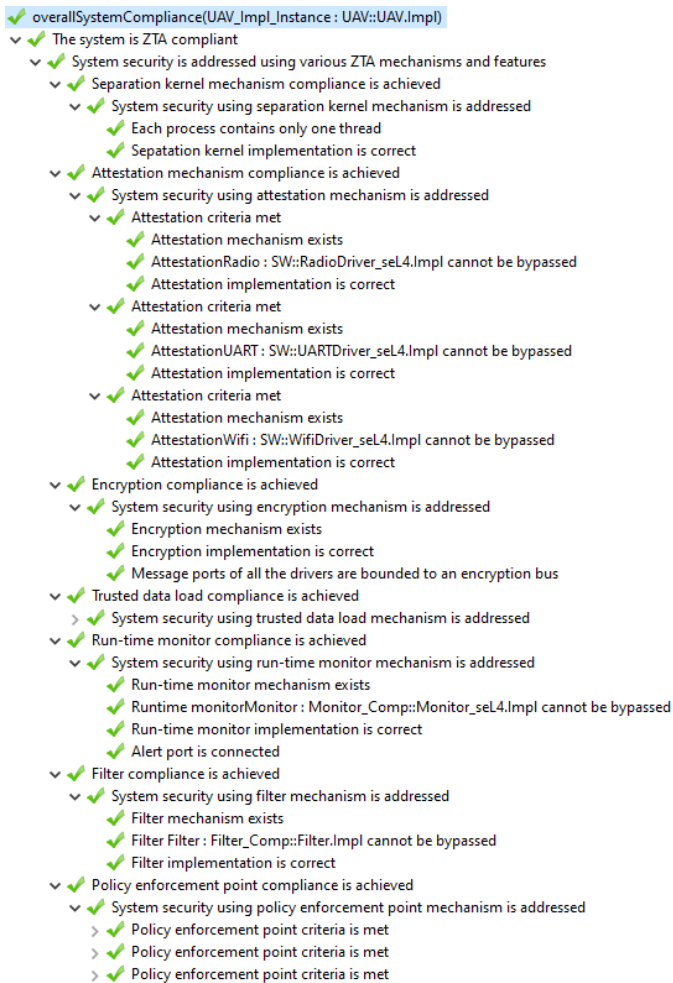 overallSystemCompliance(UAV_Impl_Instance : UAV::UAV.Impl)
The system is ZTA compliant
System security is addressed using various ZTA mechanisms and features
Separation kernel mechanism compliance is achieved
System security using separation kernel mechanism is addressed
Each process contains only one thread
Sepatation kernel implementation is correct
Attestation mechanism compliance is achieved
System security using attestation mechanism is addressed
Attestation criteria met
Attestation mechanism exists
AttestationRadio : SW::RadioDriver_seL4.Impl cannot be bypassed
Attestation implementation is correct
Attestation criteria met
Attestation mechanism exists
AttestationUART : SW::UARTDriver_seL4.Impl cannot be bypassed
Attestation implementation is correct
Attestation criteria met
Attestation mechanism exists
AttestationWifi : SW::WifiDriver_seL4.Impl cannot be bypassed
Attestation implementation is correct
Encryption compliance is achieved
System security using encryption mechanism is addressed
Encryption mechanism exists
Encryption implementation is correct
Message ports of all the drivers are bounded to an encryption bus
Trusted data load compliance is achieved
System security using trusted data load mechanism is addressed
Run-time monitor compliance is achieved
System security using run-time monitor mechanism is addressed
Run-time monitor mechanism exists
Runtime monitorMonitor : Monitor_Comp::Monitor_seL4.Impl cannot be bypassed
Run-time monitor implementation is correct
Alert port is connected
Filter compliance is achieved
System security using filter mechanism is addressed
Filter mechanism exists
Filter Filter : Filter_Comp::Filter.Impl cannot be bypassed
Filter implementation is correct
Policy enforcement point compliance is achieved
System security using policy enforcement point mechanism is addressed
Policy enforcement point criteria is met
Policy enforcement point criteria is met
Policy enforcement point criteria is met